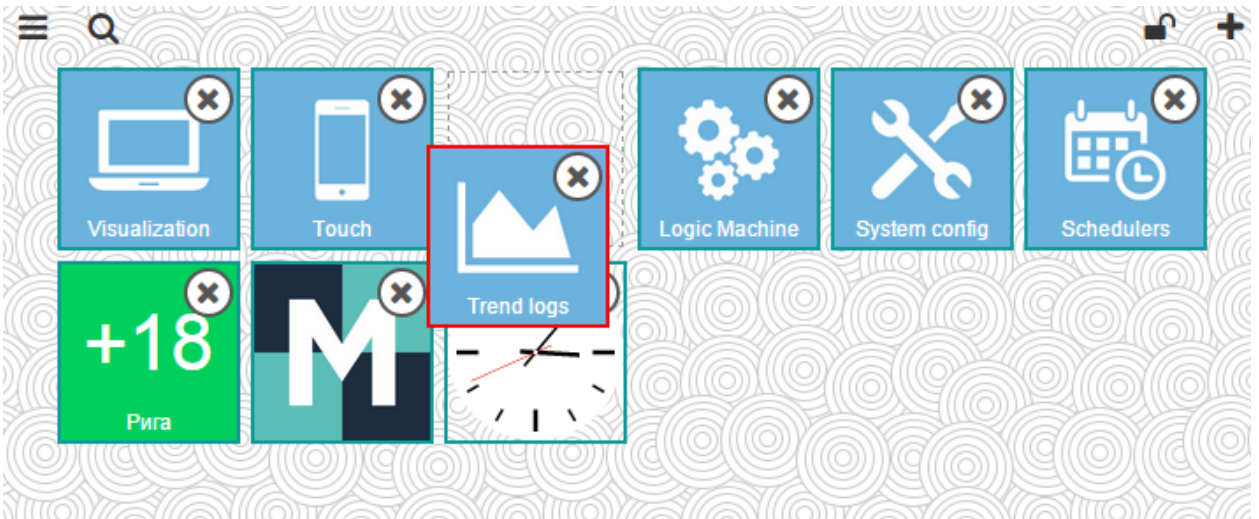 Visualization
Touch
Logic Machine
System config
Schedulers
Trend logs
+18
Рига
M